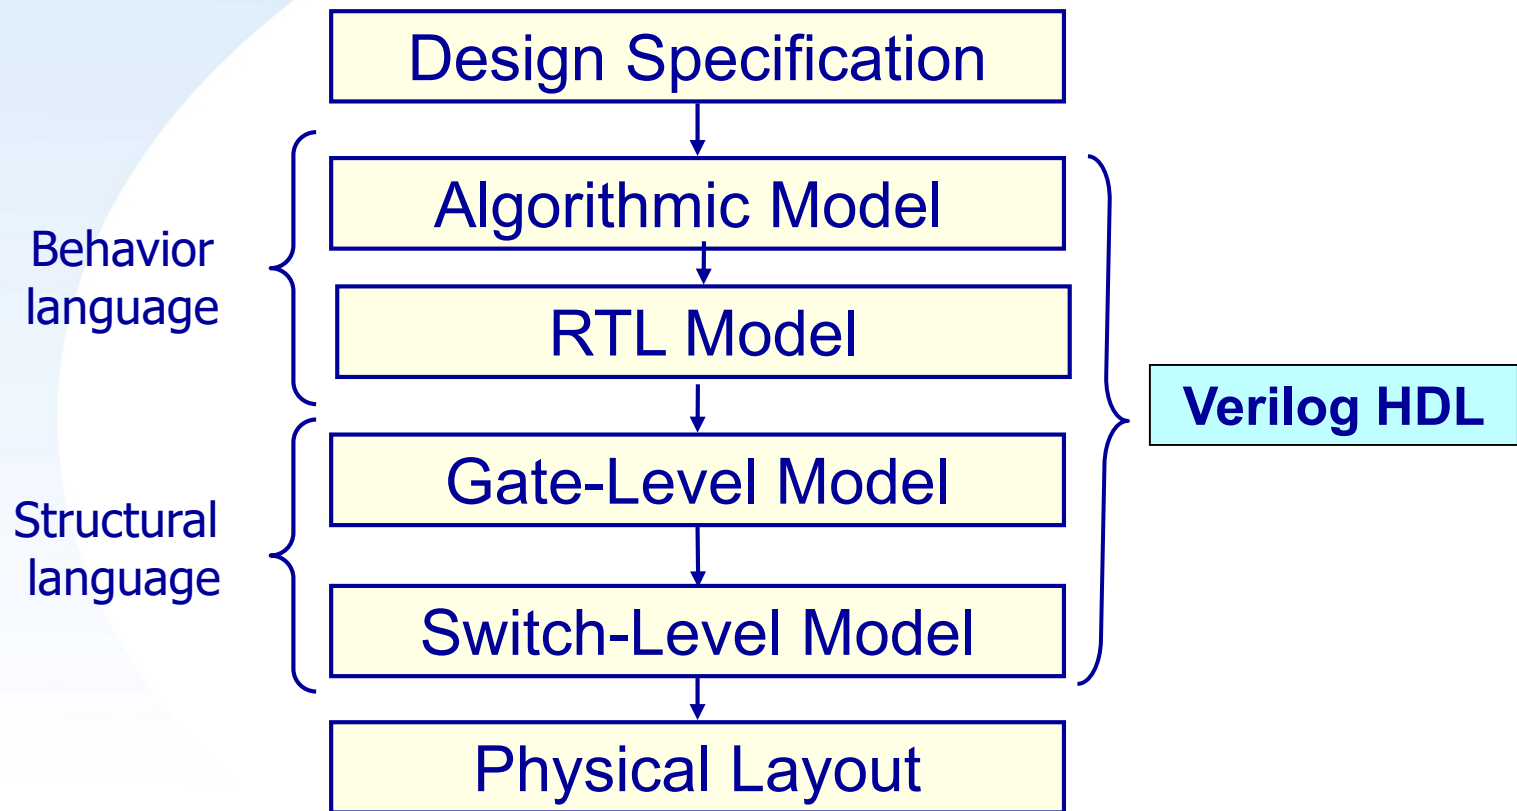 Design Specification
Algorithmic Model
Behavior
language
RTL Model
Verilog HDL
Gate-Level Model
Structural
language
Switch-Level Model
Physical Layout